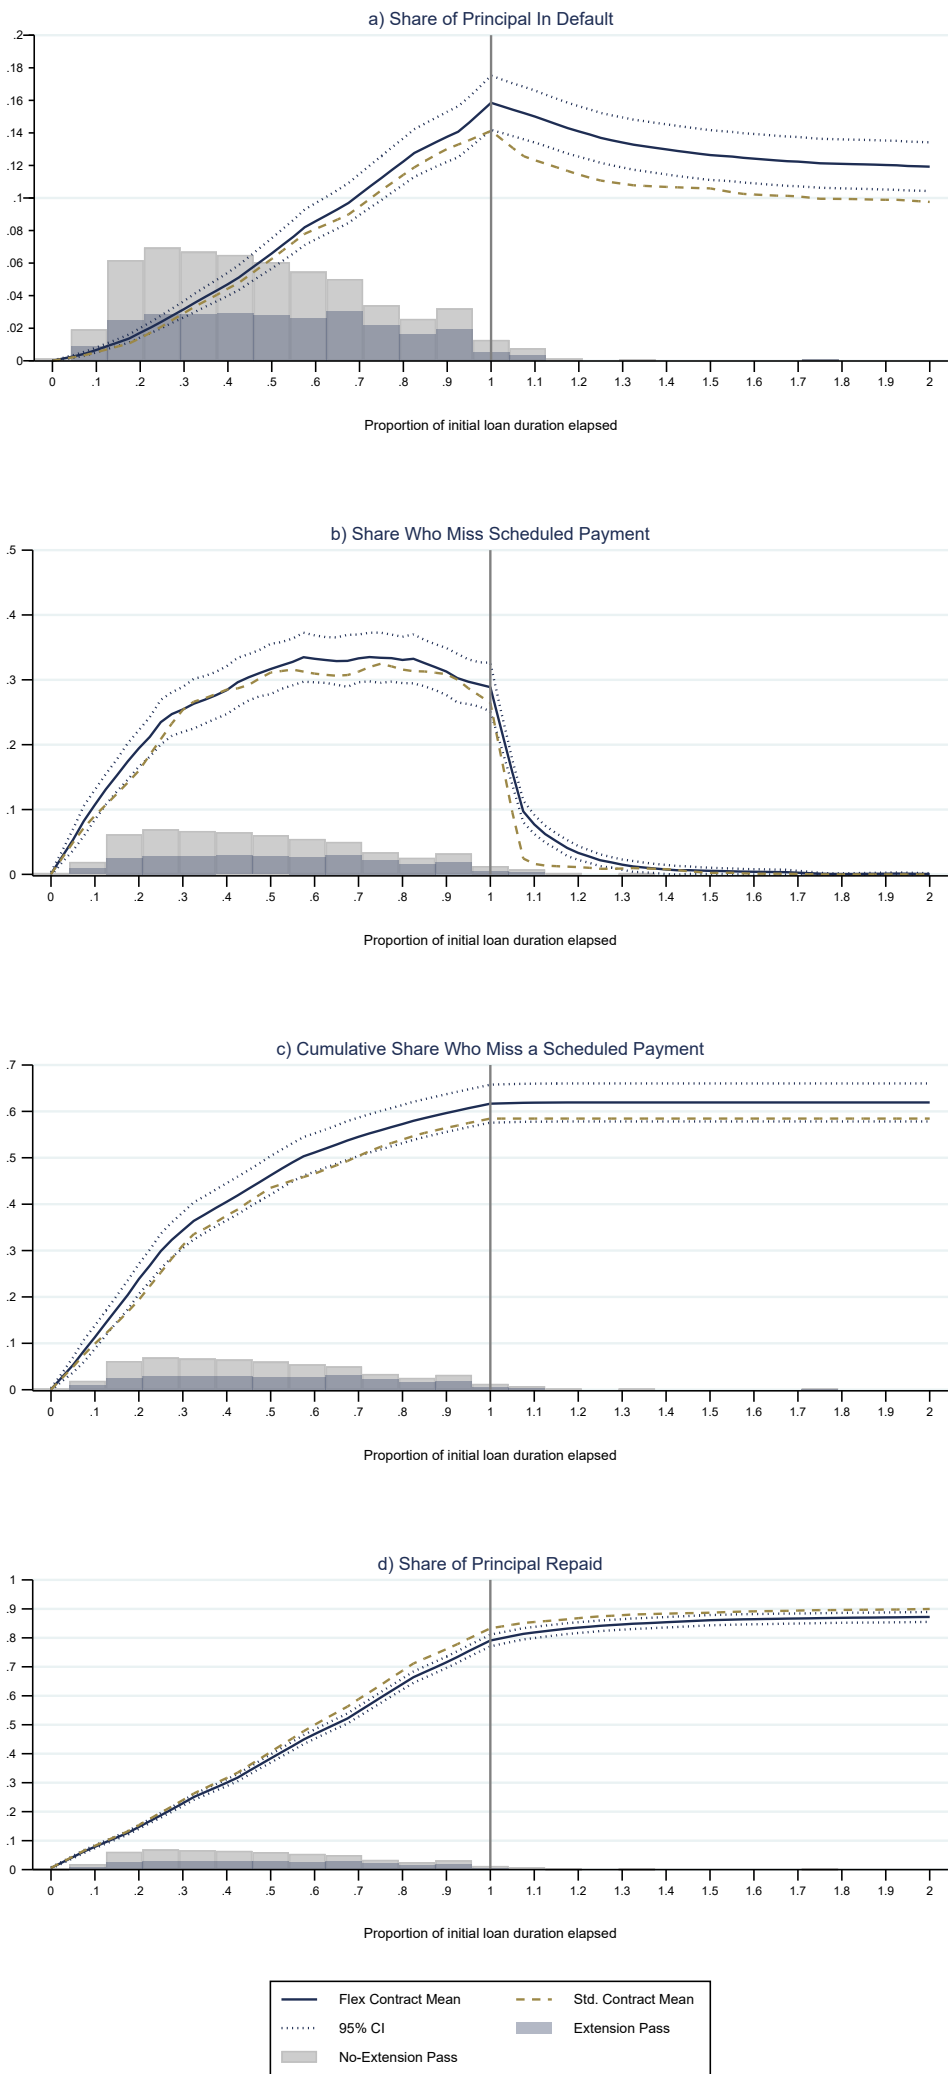 a) Share of Principal In Default
.2
.18
.16
.14
.12
.1
.08
.06
.04
.02
0
0 .1 .2 .3 .4 .5 .6 .7 .8 .9 1 1.1 1.2 1.3 1.4 1.5 1.6 1.7 1.8 1.9 2
Proportion of initial loan duration elapsed
b) Share Who Miss Scheduled Payment
.5
.4
.3
.2
.1
0
0 .1 .2 .3 .4 .5 .6 .7 .8 .9 1 1.1 1.2 1.3 1.4 1.5 1.6 1.7 1.8 1.9 2
Proportion of initial loan duration elapsed
c) Cumulative Share Who Miss a Scheduled Payment
.7
.6
.5
.4
.3
.2
.1
0
0 .1 .2 .3 .4 .5 .6 .7 .8 .9 1 1.1 1.2 1.3 1.4 1.5 1.6 1.7 1.8 1.9 2
Proportion of initial loan duration elapsed
d) Share of Principal Repaid
1
.9
.8
.7
.6
.5
.4
.3
.2
.1
0
0 .1 .2 .3 .4 .5 .6 .7 .8 .9 1 1.1 1.2 1.3 1.4 1.5 1.6 1.7 1.8 1.9 2
Proportion of initial loan duration elapsed
Flex Contract Mean Std. Contract Mean
95% CI Extension Pass
No-Extension Pass